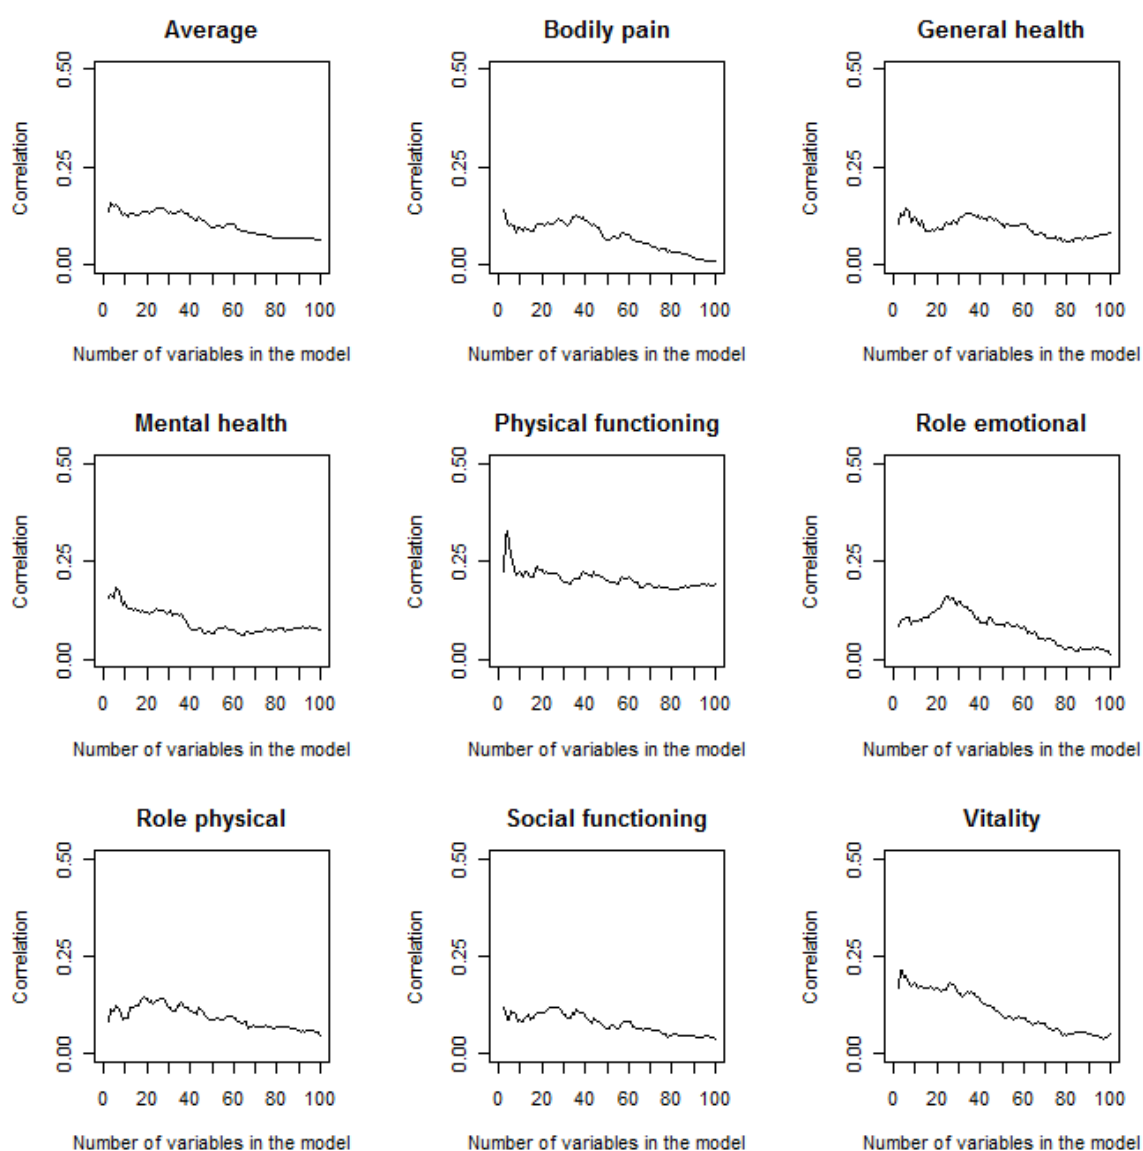 Average Bodily pain General health
0.50 0.50 0.50
0.25 0.25 0.25
0.00 0.00 0.00
Correlation Correlation Correlation
0 20 40 60 80 100 0 20 40 60 80 100 0 20 40 60 80 100
Number of variables in the model Number of variables in the model Number of variables in the model
Mental health Physical functioning Role emotional
0.50 0.50 0.50
0.25 0.25 0.25
0.00 0.00 0.00
Correlation Correlation Correlation
0 20 40 60 80 100 0 20 40 60 80 100 0 20 40 60 80 100
Number of variables in the model Number of variables in the model Number of variables in the model
Role physical Social functioning Vitality
0.50 0.50 0.50
0.25 0.25 0.25
0.00 0.00 0.00
Correlation Correlation Correlation
0 20 40 60 80 100 0 20 40 60 80 100 0 20 40 60 80 100
Number of variables in the model Number of variables in the model Number of variables in the model